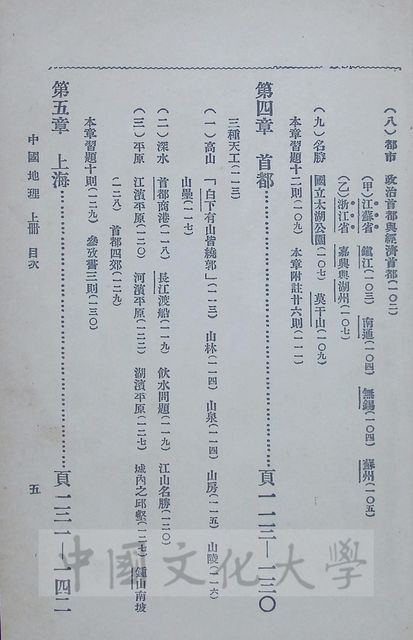 （八）都市　政治首都與經濟首都（一〇二）
（甲）江蘇省　鎮江（一〇三）　南通（一〇四）　無錫（一〇四）　蘇州（一〇五）
（乙）浙江省　嘉興與湖州（一〇七）
（九）名勝　國立太湖公園（一〇七）　莫干山（一〇九）
本章習題十二則（一〇九）　本章附註廿六則（一一一）
第四章　首都…………頁一一三—一三〇
三種天工（一一三）
（一）高山　「白下有山皆繞郭」（一一三）　山林（一一四）　山泉（一一四）　山房（一一五）　山陵（一一六）
山壘（一一七）
（二）深水　首都商港（一一八）　長江渡船（一一九）　飲水問題（一一九）　江山名勝（一二〇）
（三）平原　江濱平原（一二〇）　河濱平原（一二二）　湖濱平原（一二七）　城內之邱壑（一二七）　鍾山南坡
（一二八）　首都四郊（一二九）
本章習題十則（一二九）　參攷書三則（一三〇）
第五章　上海…………頁一三一—一四二
中國地理　上冊　目次
五
中國文化大學